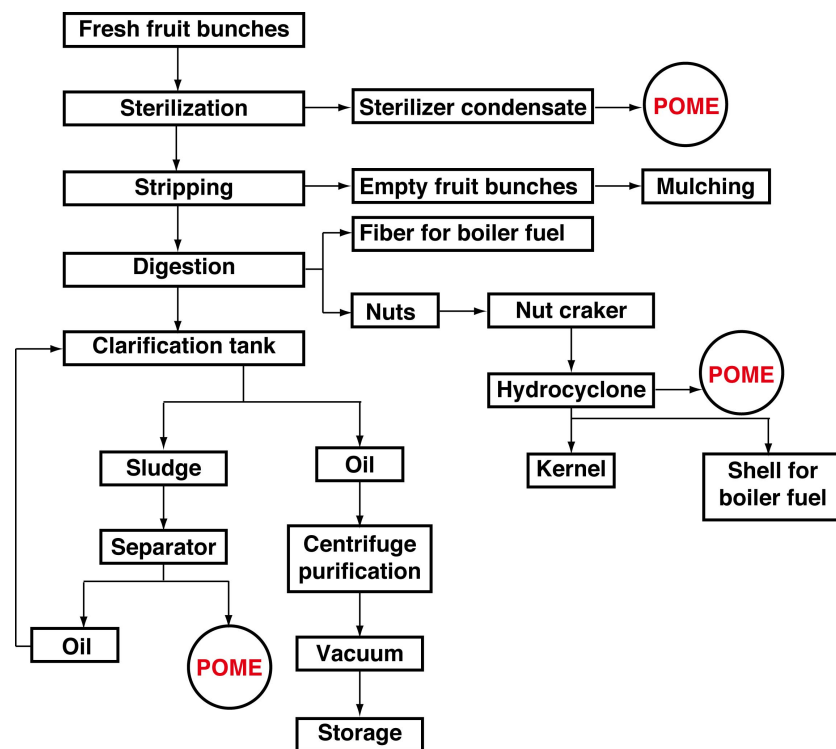 Fresh fruit bunches
Sterilization
Sterilizer condensate
POME
Stripping
Empty fruit bunches
Mulching
Fiber for boiler fuel
Digestion
Nuts
Nut craker
Clarification tank
Hydrocyclone
POME
Sludge
Oil
Kernel
Shell for
boiler fuel
Separator
Centrifuge
purification
Oil
POME
Vacuum
Storage